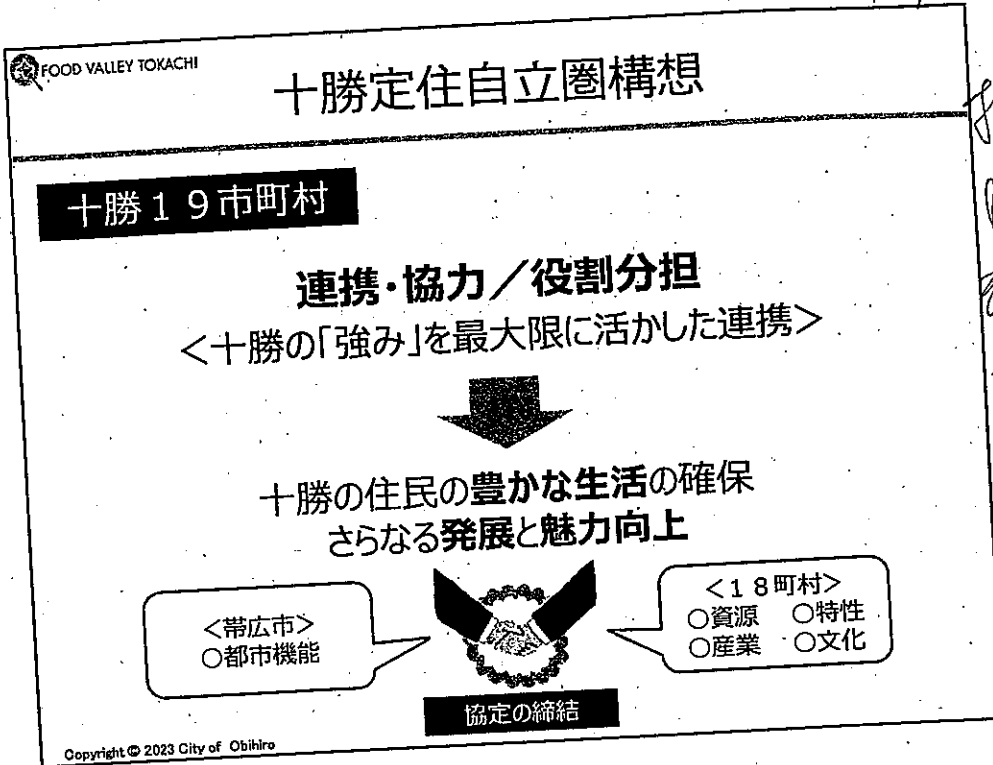 FOOD VALLEY TOKACHI
十勝定住自立圏構想
十勝19市町村
連携・協力／役割分担
＜十勝の「強み」を最大限に活かした連携＞
十勝の住民の豊かな生活の確保
さらなる発展と魅力向上
＜帯広市＞
○都市機能
＜18町村＞
○資源 ○特性
○産業 ○文化
協定の締結
Copyright © 2023 City of Obihiro